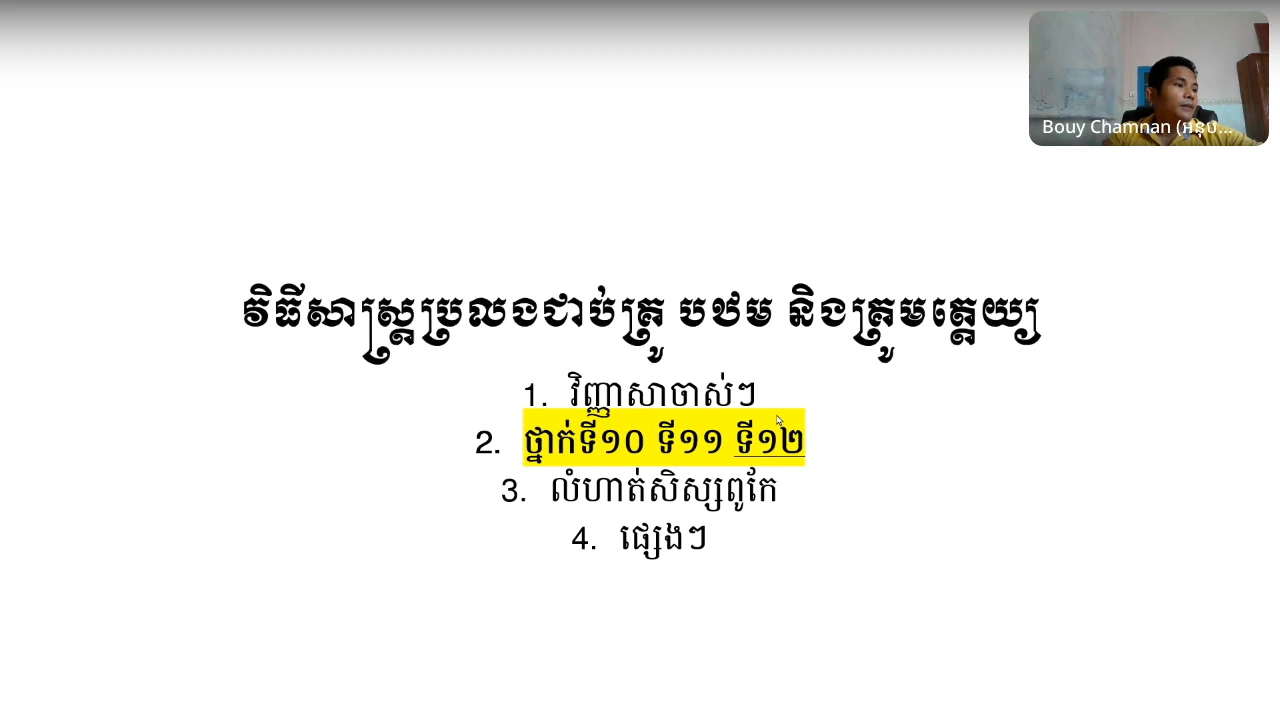 Bouy Chamnan (អនុប...
វិធីសាស្ត្រប្រលងជាប់គ្រូ បឋម និងគ្រូមត្តេយ្យ
1. វិញ្ញាសាចាស់ៗ
2. ថ្នាក់ទី១០ ទី១១ ទី១២
3. លំហាត់សិស្សពូកែ
4. ផ្សេងៗ